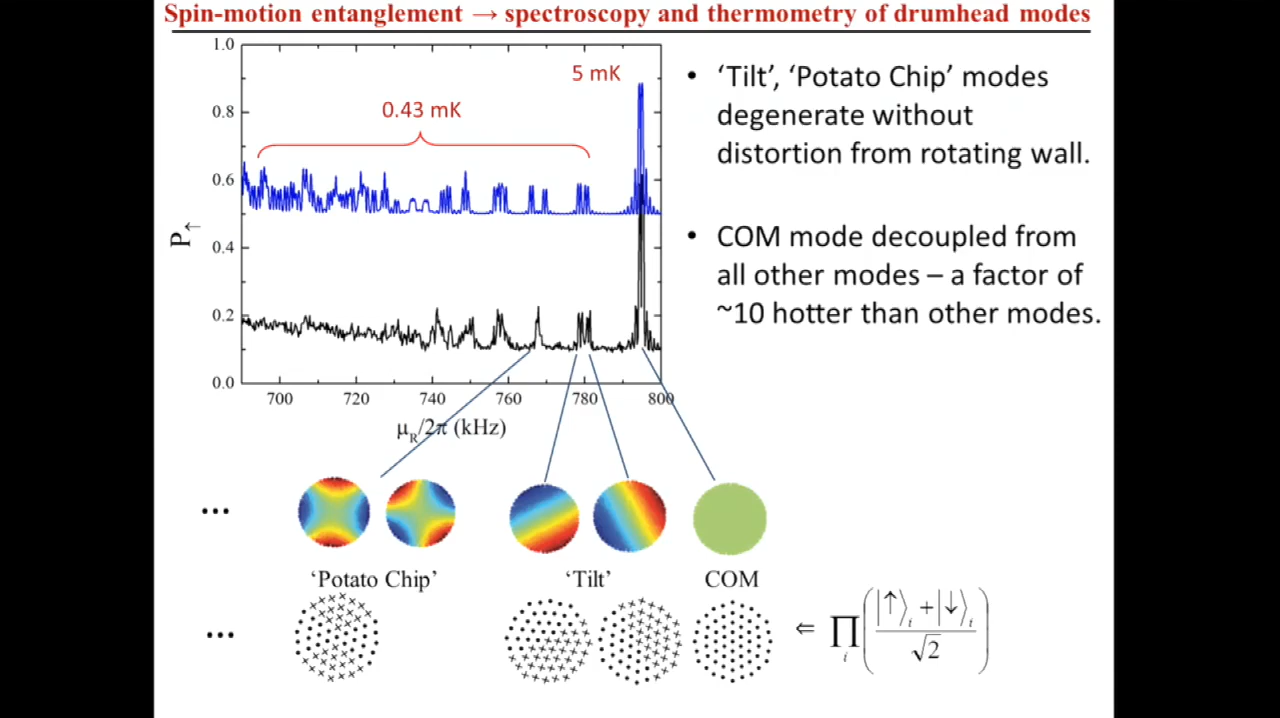 Spin-motion entanglement → spectroscopy and thermometry of drumhead modes
1.0
0.8
0.6
0.4
0.2
0.0
P↑
5 mK
0.43 mK
700 720 740 760 780 800
μR/2π (kHz)
• ‘Tilt’, ‘Potato Chip’ modes
degenerate without
distortion from rotating wall.
• COM mode decoupled from
all other modes – a factor of
~10 hotter than other modes.
...
‘Potato Chip’ ‘Tilt’ COM
...
⇐ ∏i (|↑⟩i + |↓⟩i / √2)